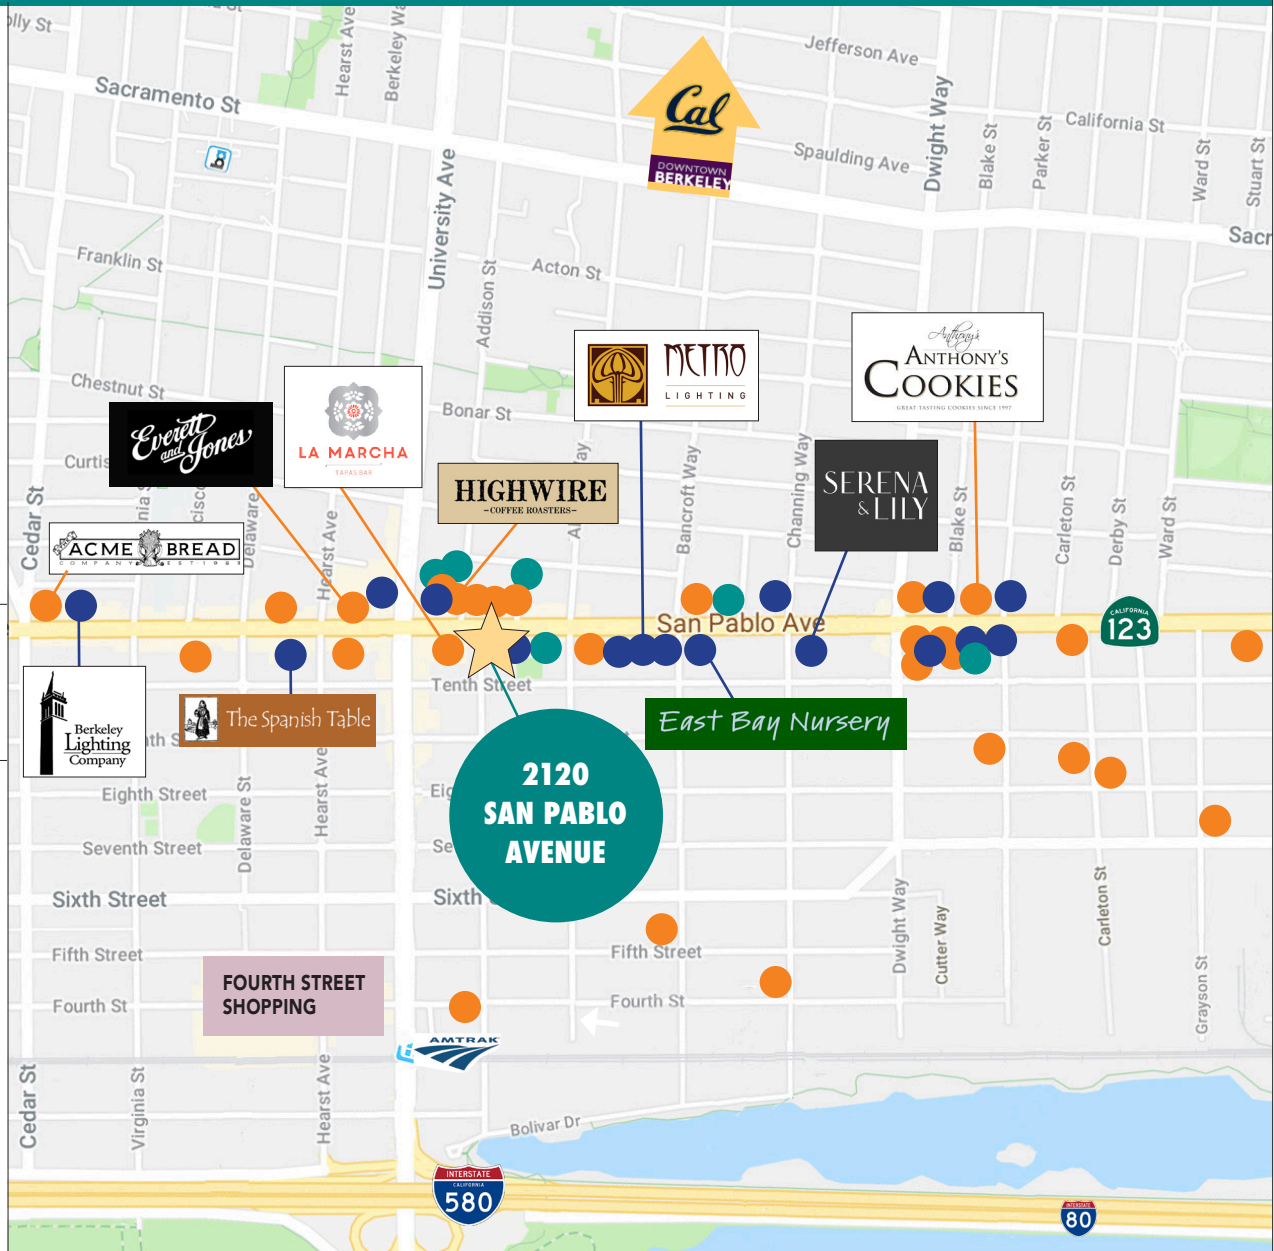 Jefferson Ave
Hearst Ave
Sacramento St
Cal
DOWNTOWN
BERKELEY
Spaulding Ave
Dwight Way
Blake St
Parker St
California St
Ward St
Stuart St
University Ave
Franklin St
Acton St
Addison St
Chestnut St
Bonar St
Everett
and Jones
LA MARCHA
TAPAS BAR
METRO
LIGHTING
Anthony's
ANTHONY'S
COOKIES
GREAT TASTING COOKIES SINCE 1997
HIGHWIRE
-COFFEE ROASTERS-
SERENA
& LILY
Cedar St
ACME BREAD
COMPANY ESTD 1983
Delaware
Hearst Ave
Bancroft Way
Channing Way
Blake St
Carleton St
Derby St
Ward St
San Pablo Ave
CALIFORNIA
123
Tenth Street
Berkeley
Lighting
Company
The Spanish Table
East Bay Nursery
2120
SAN PABLO
AVENUE
Eighth Street
Delaware St
Hearst Ave
Seventh Street
Sixth Street
Sixth
Fifth Street
Fifth Street
Dwight Way
Cutter Way
Carleton St
Grayson St
FOURTH STREET
SHOPPING
Fourth St
Fourth St
AMTRAK
Cedar St
Virginia St
Hearst Ave
Bolivar Dr
INTERSTATE
CALIFORNIA
580
INTERSTATE
80